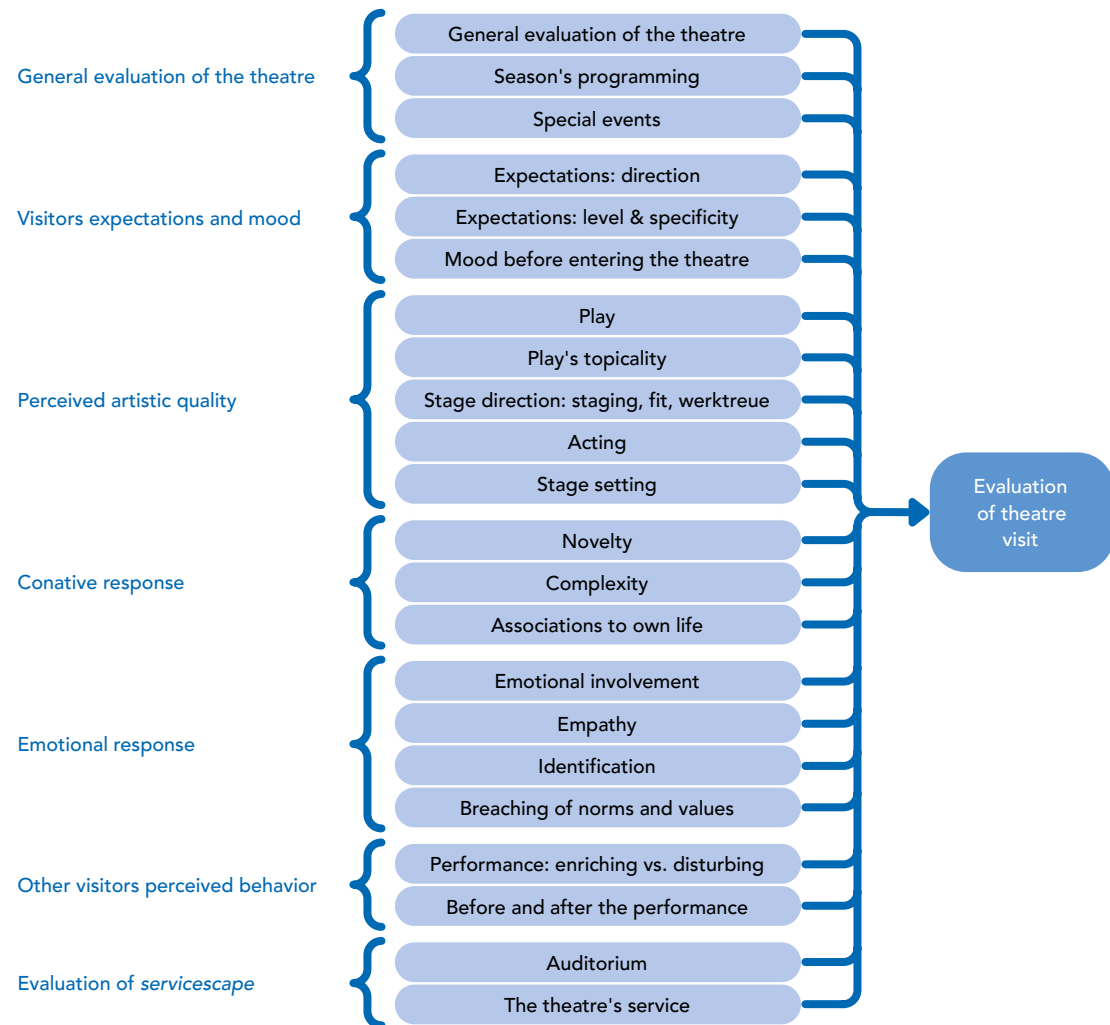 General evaluation of the theatre
General evaluation of the theatre
Season's programming
Special events
Visitors expectations and mood
Expectations: direction
Expectations: level & specificity
Mood before entering the theatre
Perceived artistic quality
Play
Play's topicality
Stage direction: staging, fit, werktreue
Acting
Stage setting
Conative response
Novelty
Complexity
Associations to own life
Emotional response
Emotional involvement
Empathy
Identification
Breaching of norms and values
Other visitors perceived behavior
Performance: enriching vs. disturbing
Before and after the performance
Evaluation of servicescape
Auditorium
The theatre's service
Evaluation
of theatre
visit